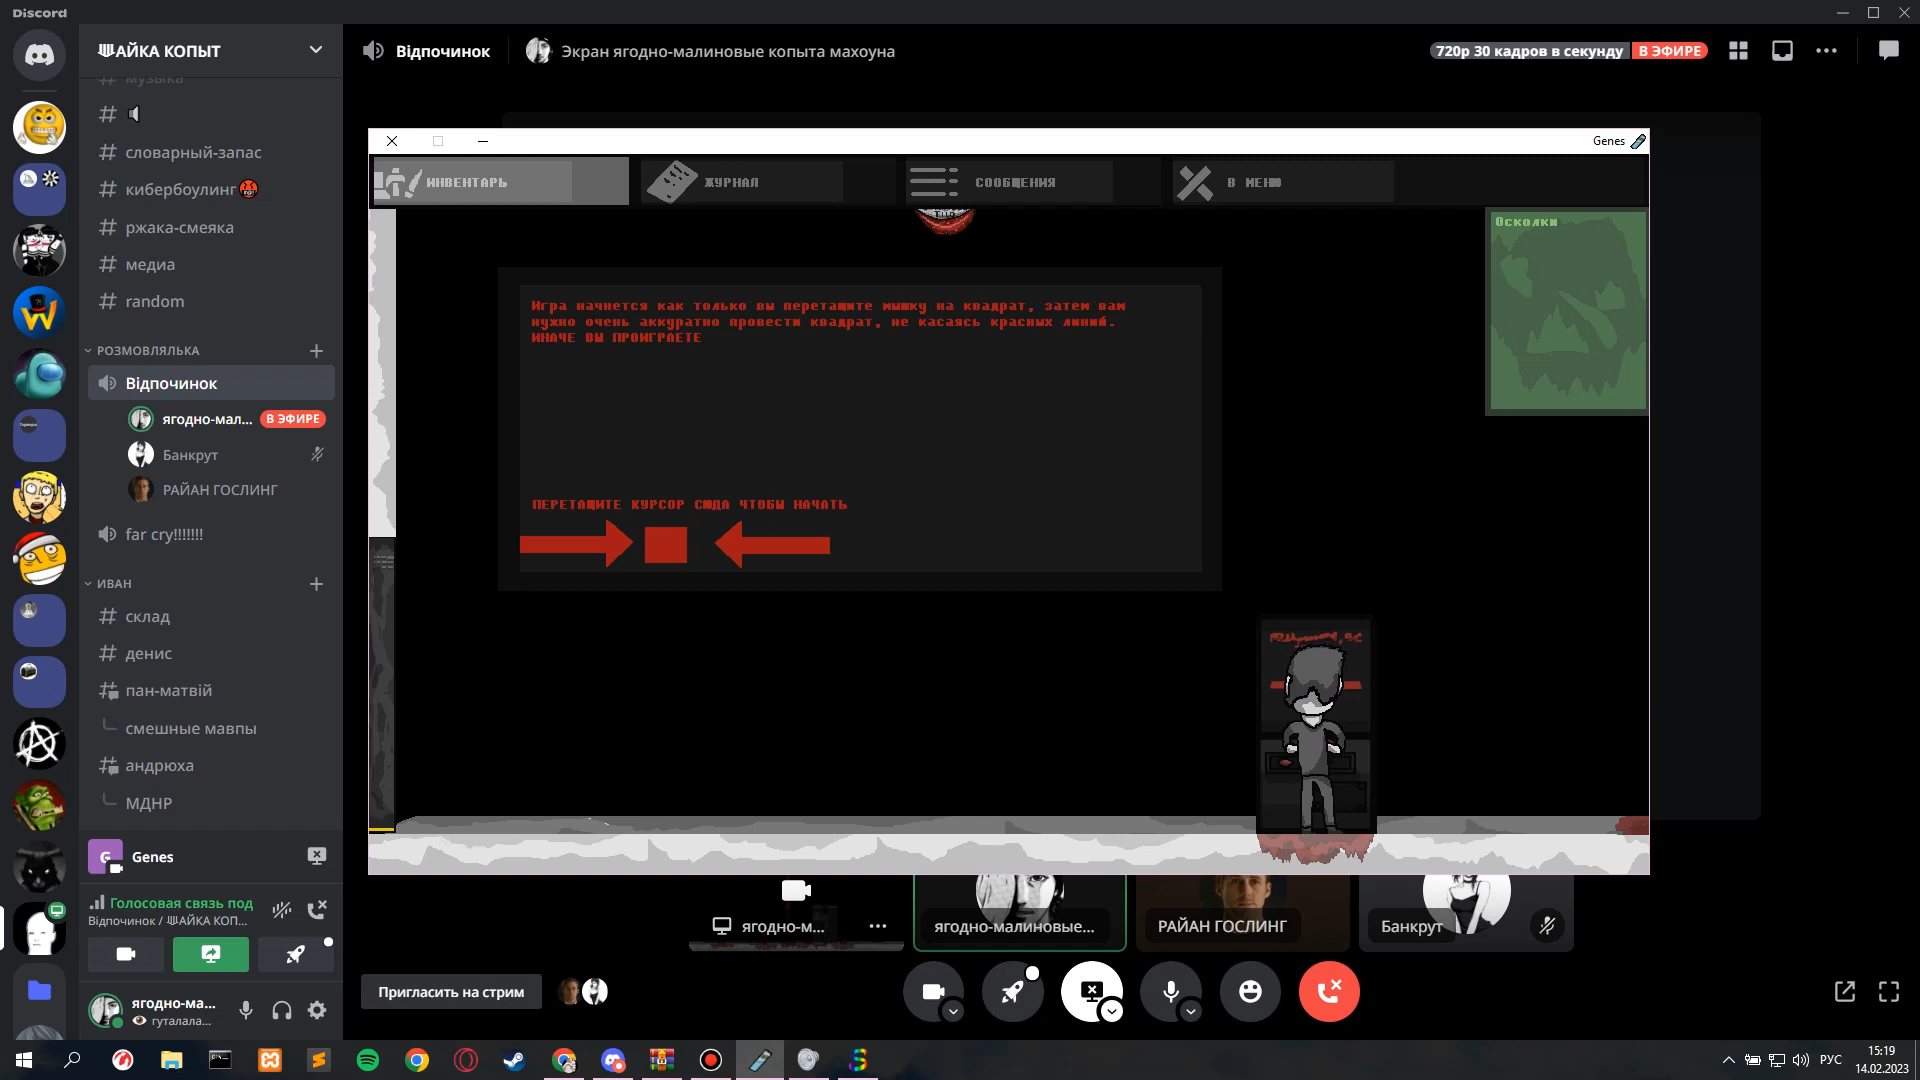 Discord
ШАЙКА КОПЫТ
Відпочинок
Экран ягодно-малиновые копыта махоуна
720p 30 кадров в секунду
В ЭФИРЕ
музыка
словарный-запас
кибербоулинг
ржака-смеяка
медиа
random
РОЗМОВЛЯЛЬКА
Відпочинок
ягодно-мал...
В ЭФИРЕ
Банкрут
РАЙАН ГОСЛИНГ
far cry!!!!!!!
ИВАН
склад
денис
пан-матвій
смешные мавпы
андрюха
МДНР
G
Genes
Голосовая связь под
Відпочинок / ШАЙКА КОП...
ягодно-ма...
гуталала...
Genes
ИНВЕНТАРЬ
ЖУРНАЛ
СООБЩЕНИЯ
В МЕНЮ
Осколки
Игра начнется как только вы перетащите мышку на квадрат, затем вам
нужно очень аккуратно провести квадрат, не касаясь красных линий.
ИНАЧЕ ВЫ ПРОИГРАЕТЕ
ПЕРЕТАЩИТЕ КУРСОР СЮДА ЧТОБЫ НАЧАТЬ
ягодно-м...
ягодно-малиновые...
РАЙАН ГОСЛИНГ
Банкрут
Пригласить на стрим
РУС
15:19
14.02.2023